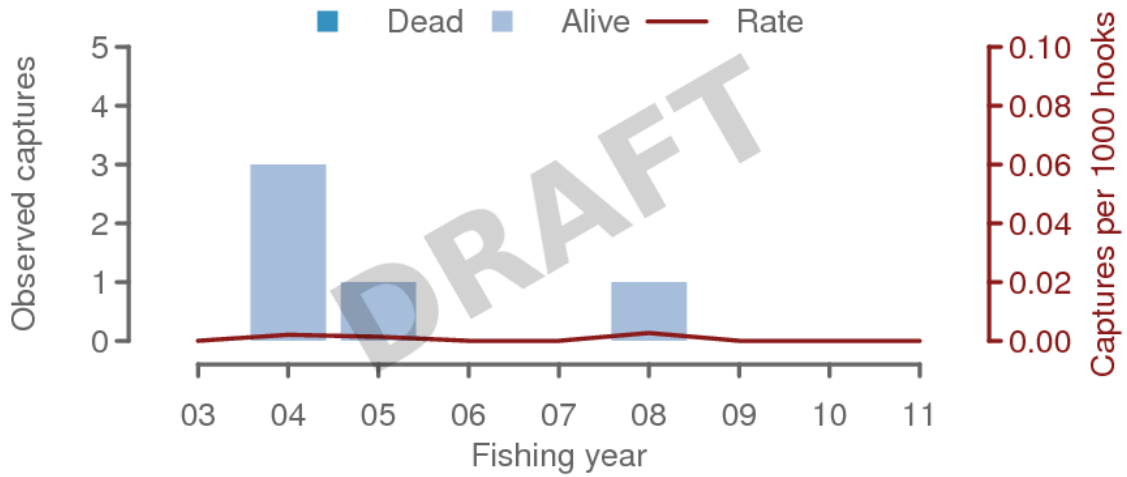 Dead Alive Rate
Observed captures
5
4
3
2
1
0
DRAFT
0.10
0.08
0.06
0.04
0.02
0.00
Captures per 1000 hooks
03 04 05 06 07 08 09 10 11
Fishing year